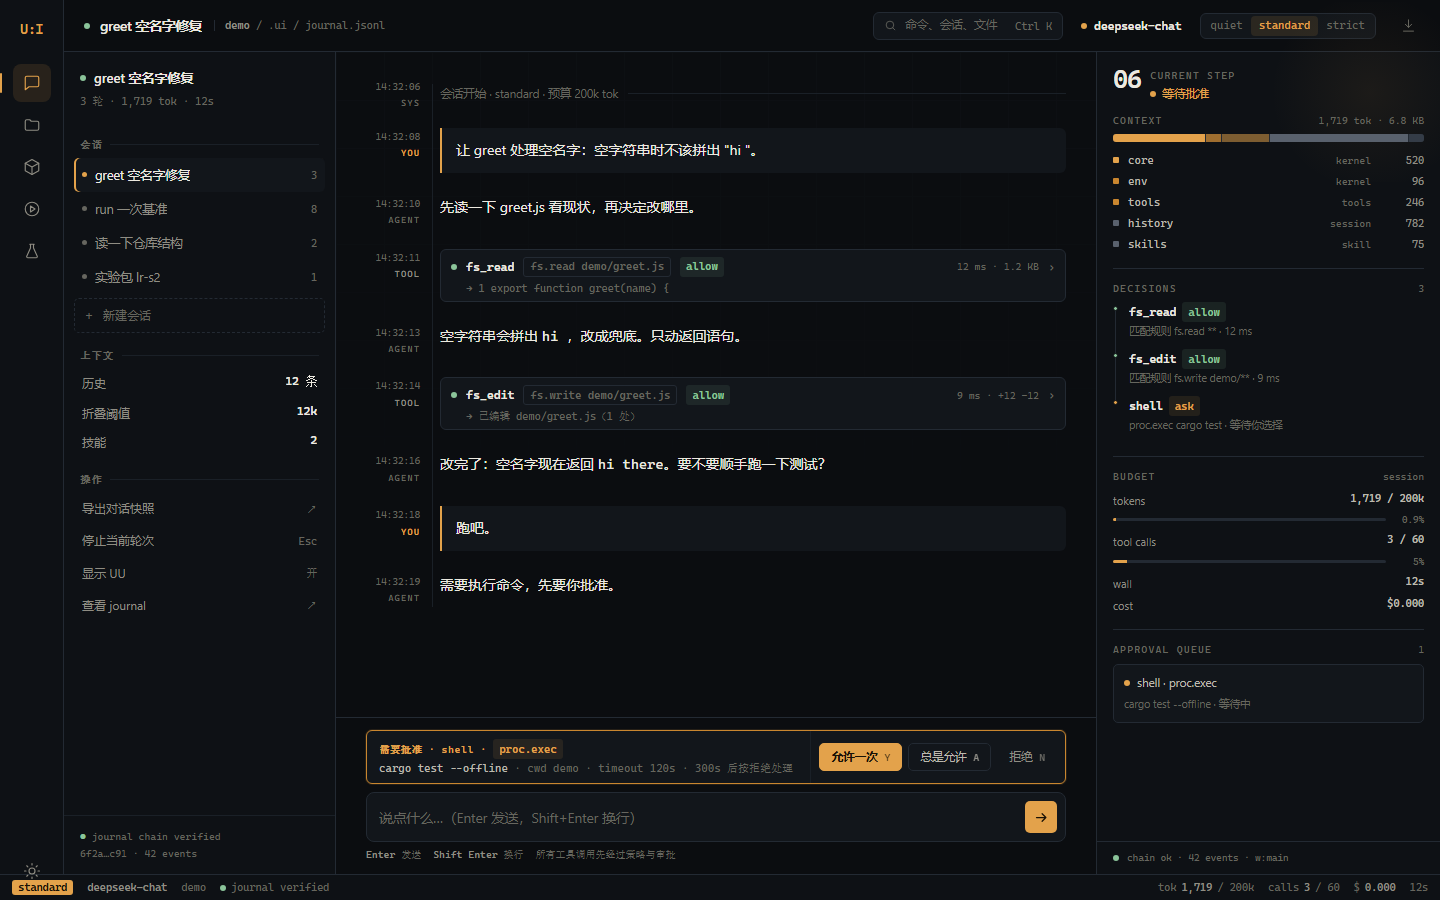 U:I
greet 空名字修复
demo / .ui / journal.jsonl
命令、会话、文件 Ctrl K
deepseek-chat
quiet standard strict
greet 空名字修复
3 轮 · 1,719 tok · 12s
会话
greet 空名字修复 3
run 一次基准 8
读一下仓库结构 2
实验包 lr-s2 1
+ 新建会话
上下文
历史 12 条
折叠阈值 12k
技能 2
操作
导出对话快照 ↗
停止当前轮次 Esc
显示 UU 开
查看 journal ↗
journal chain verified
6f2a…c91 · 42 events
14:32:06
SYS
会话开始 · standard · 预算 200k tok
14:32:08
YOU
让 greet 处理空名字：空字符串时不该拼出 "hi "。
14:32:10
AGENT
先读一下 greet.js 看现状，再决定改哪里。
14:32:11
TOOL
fs_read fs.read demo/greet.js allow 12 ms · 1.2 KB ›
→ 1 export function greet(name) {
14:32:13
AGENT
空字符串会拼出 hi ，改成兜底。只动返回语句。
14:32:14
TOOL
fs_edit fs.write demo/greet.js allow 9 ms · +12 −12 ›
→ 已编辑 demo/greet.js (1 处)
14:32:16
AGENT
改完了：空名字现在返回 hi there。要不要顺手跑一下测试？
14:32:18
YOU
跑吧。
14:32:19
AGENT
需要执行命令，先要你批准。
需要批准 · shell · proc.exec
cargo test --offline · cwd demo · timeout 120s · 300s 后按拒绝处理
允许一次 Y
总是允许 A
拒绝 N
说点什么…（Enter 发送，Shift+Enter 换行）
→
Enter 发送 Shift Enter 换行 所有工具调用先经过策略与审批
06 CURRENT STEP
等待批准
CONTEXT 1,719 tok · 6.8 KB
core kernel 520
env kernel 96
tools tools 246
history session 782
skills skill 75
DECISIONS 3
fs_read allow
匹配规则 fs.read ** · 12 ms
fs_edit allow
匹配规则 fs.write demo/** · 9 ms
shell ask
proc.exec cargo test · 等待你选择
BUDGET session
tokens 1,719 / 200k
0.9%
tool calls 3 / 60
5%
wall 12s
cost $0.000
APPROVAL QUEUE 1
shell · proc.exec
cargo test --offline · 等待中
chain ok · 42 events · w:main
standard deepseek-chat demo journal verified
tok 1,719 / 200k calls 3 / 60 $ 0.000 12s